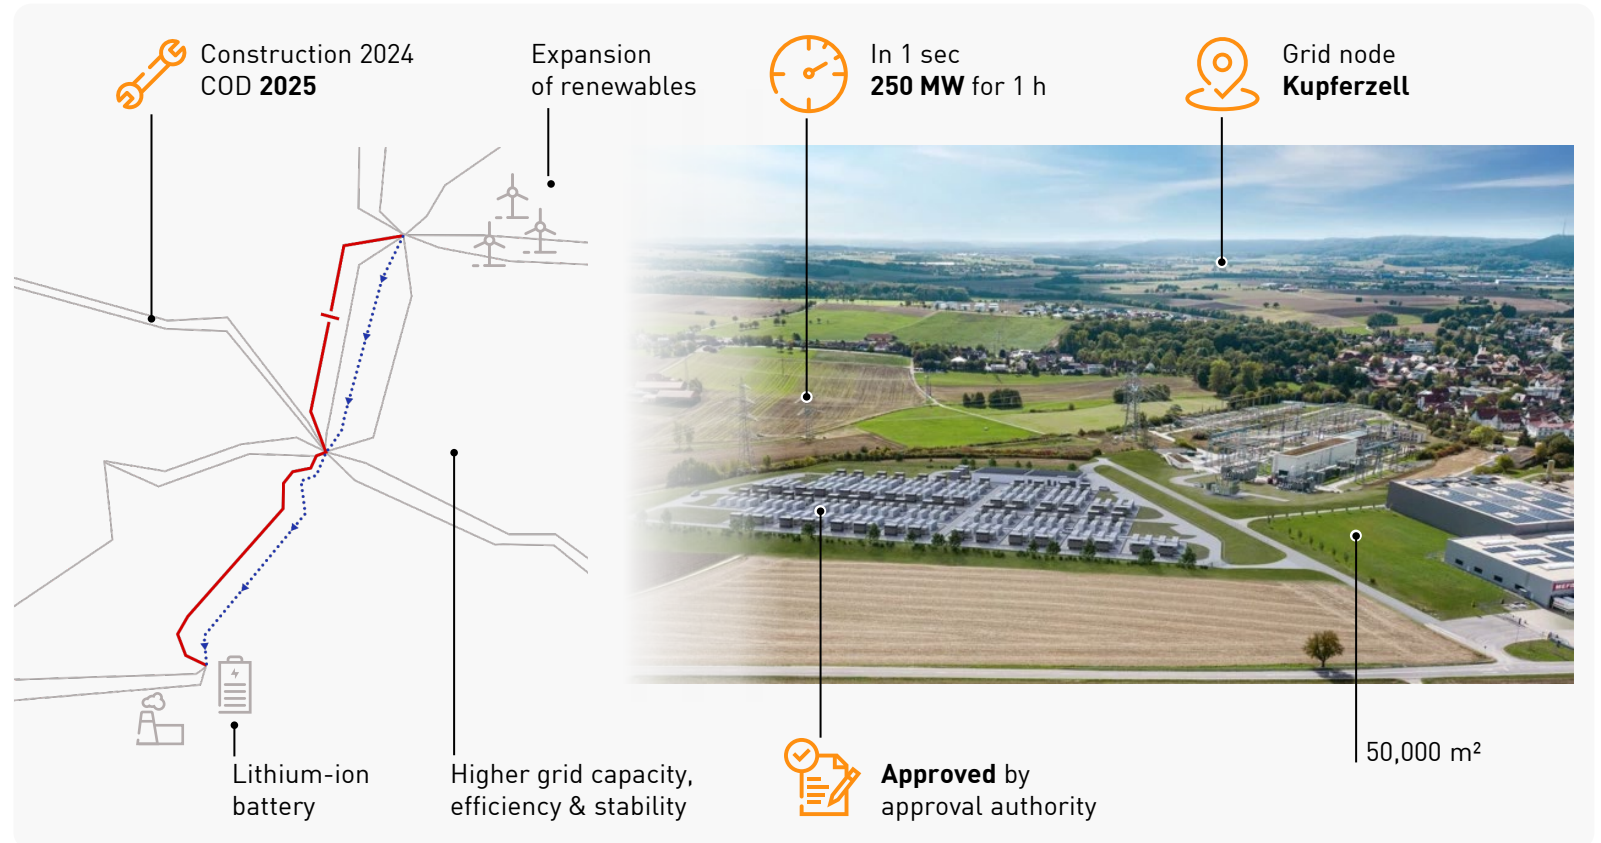 Construction 2024
COD 2025
Expansion
of renewables
In 1 sec
250 MW for 1 h
Grid node
Kupferzell
Lithium-ion
battery
Higher grid capacity,
efficiency & stability
Approved by
approval authority
50,000 m²